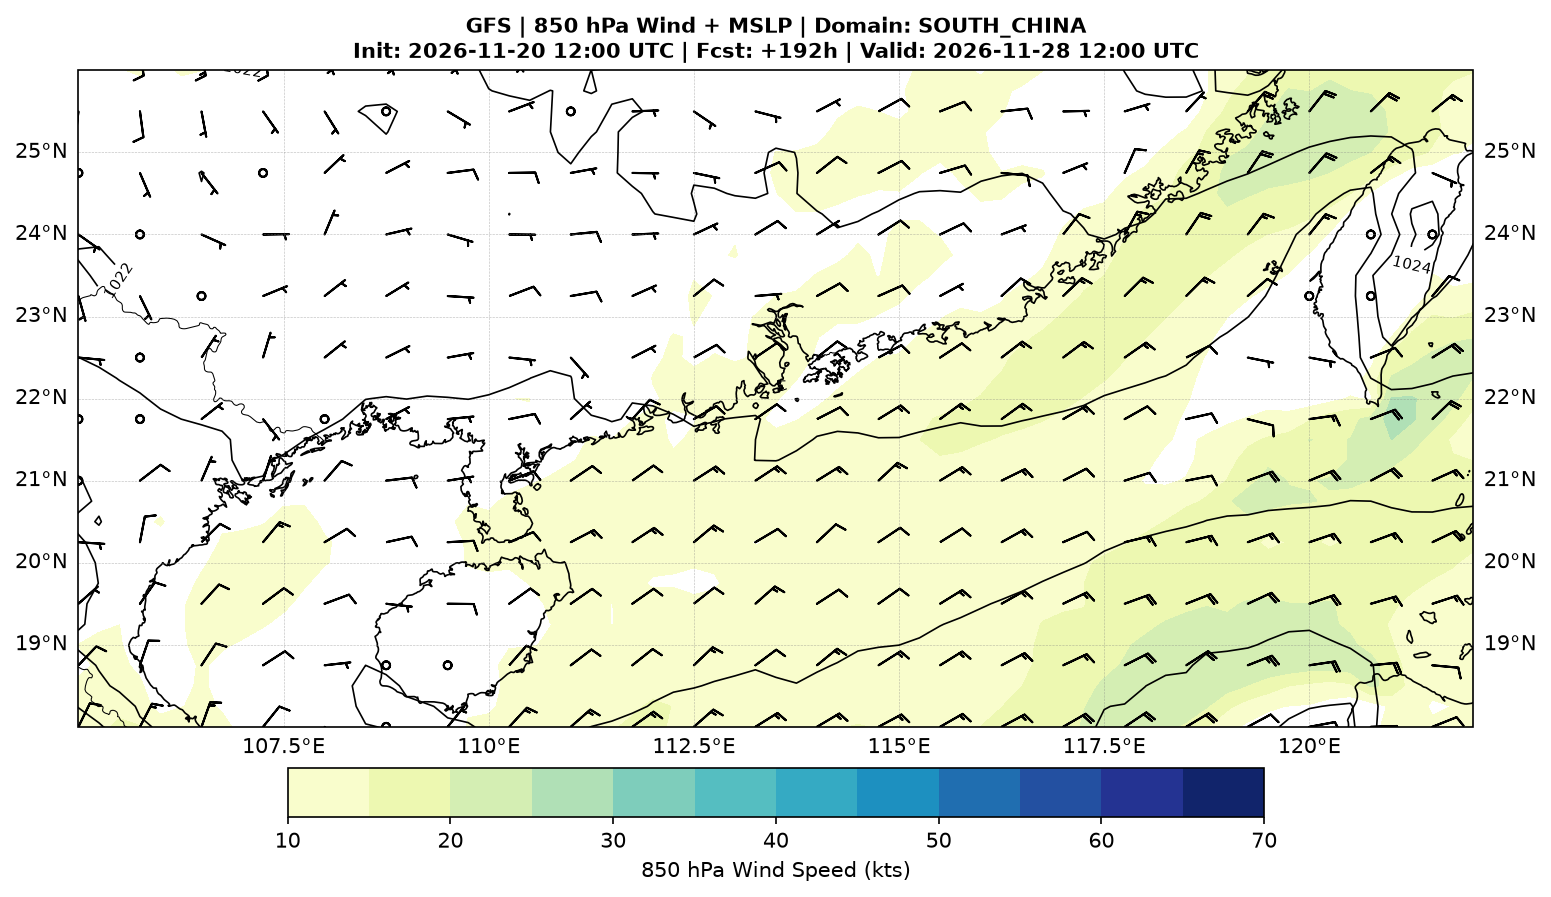 GFS | 850 hPa Wind + MSLP | Domain: SOUTH_CHINA
Init: 2026-11-20 12:00 UTC | Fcst: +192h | Valid: 2026-11-28 12:00 UTC
1022
25°N
25°N
24°N
24°N
1022
1024
23°N
23°N
22°N
22°N
21°N
21°N
20°N
20°N
19°N
19°N
107.5°E
110°E
112.5°E
115°E
117.5°E
120°E
10
20
30
40
50
60
70
850 hPa Wind Speed (kts)